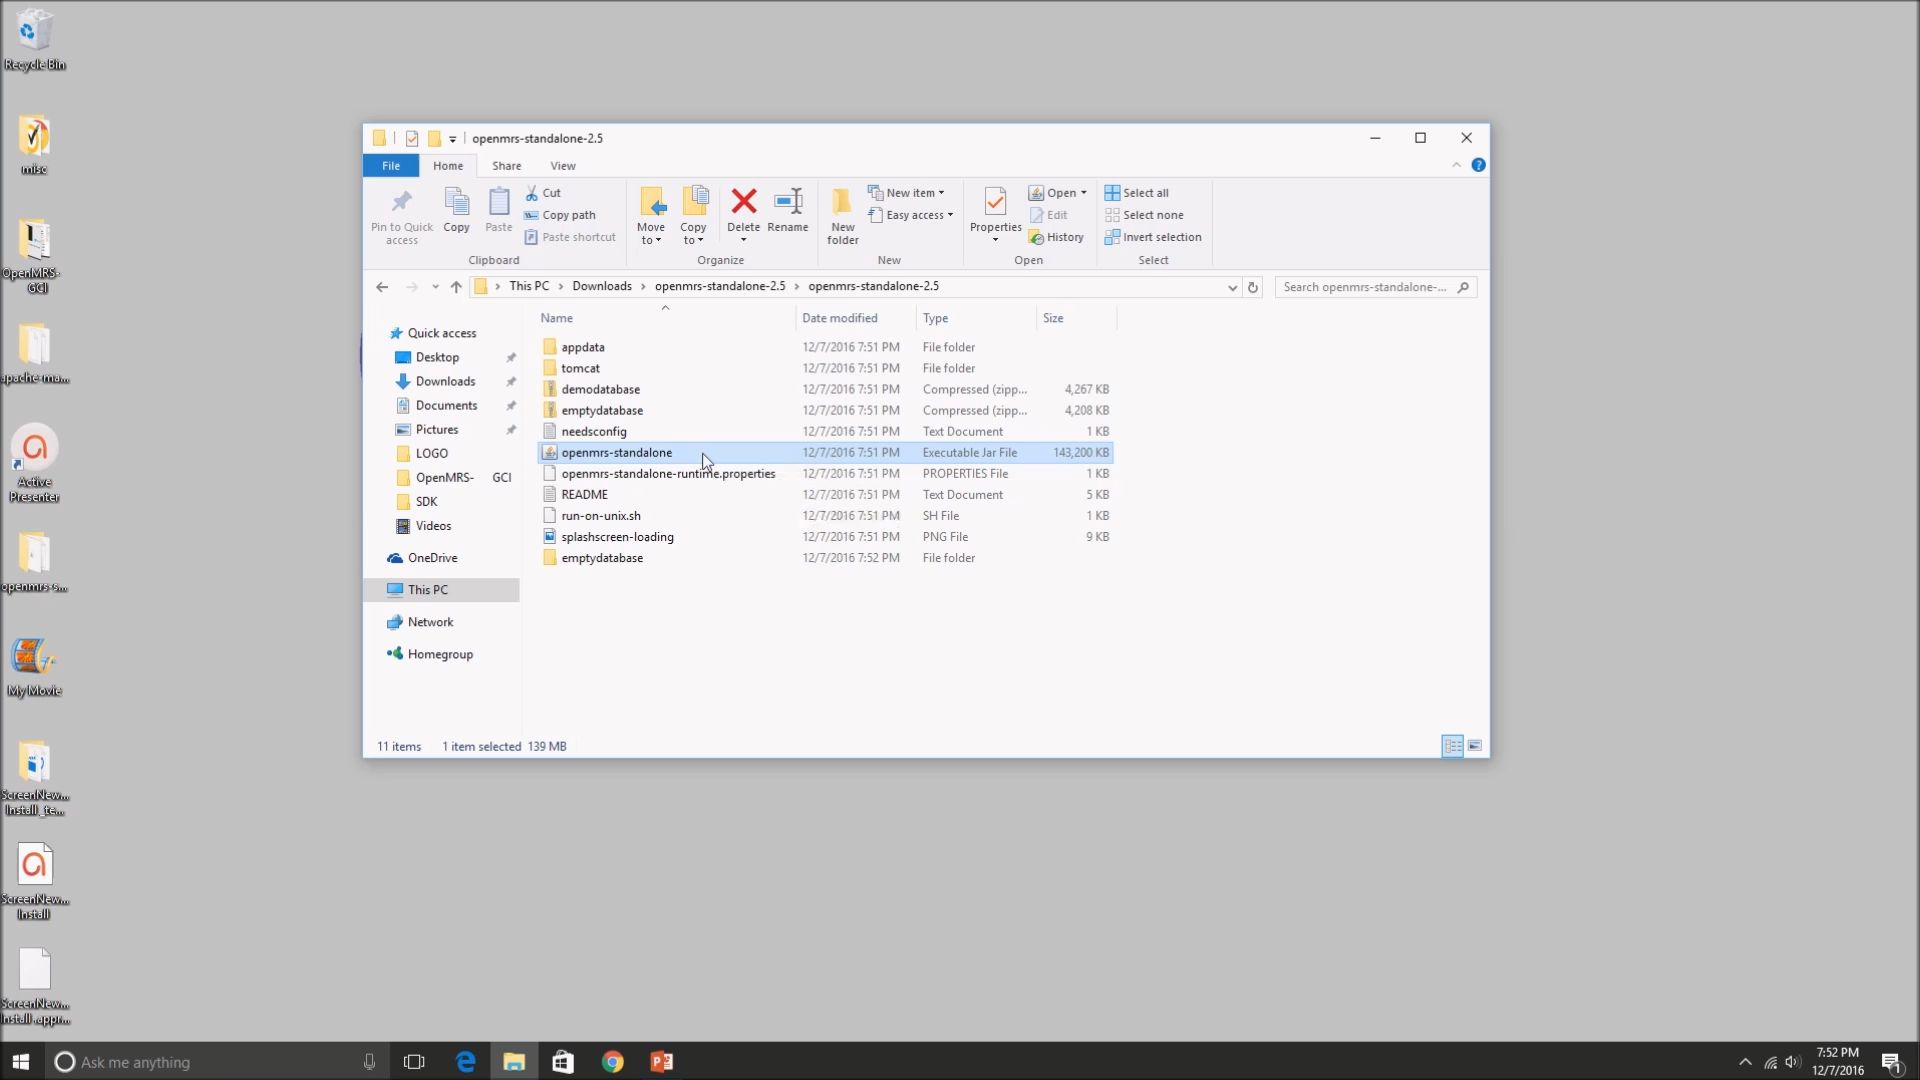 Recycle Bin
misc
OpenMRS-
GCI
apache-ma...
Active
Presenter
openmrs-s...
My Movie
ScreenNew...
Install_te...
ScreenNew...
Install
ScreenNew...
Install.appr...
openmrs-standalone-2.5
File Home Share View
Pin to Quick
access
Copy
Paste
Cut
Copy path
Paste shortcut
Clipboard
Move
to
Copy
to
Delete
Rename
Organize
New
folder
New item
Easy access
New
Properties
Open
Edit
History
Open
Select all
Select none
Invert selection
Select
This PC > Downloads > openmrs-standalone-2.5 > openmrs-standalone-2.5
Search openmrs-standalone-...
Quick access
Desktop
Downloads
Documents
Pictures
LOGO
OpenMRS- GCI
SDK
Videos
OneDrive
This PC
Network
Homegroup
Name Date modified Type Size
appdata 12/7/2016 7:51 PM File folder
tomcat 12/7/2016 7:51 PM File folder
demodatabase 12/7/2016 7:51 PM Compressed (zipp... 4,267 KB
emptydatabase 12/7/2016 7:51 PM Compressed (zipp... 4,208 KB
needsconfig 12/7/2016 7:51 PM Text Document 1 KB
openmrs-standalone 12/7/2016 7:51 PM Executable Jar File 143,200 KB
openmrs-standalone-runtime.properties 12/7/2016 7:51 PM PROPERTIES File 1 KB
README 12/7/2016 7:51 PM Text Document 5 KB
run-on-unix.sh 12/7/2016 7:51 PM SH File 1 KB
splashscreen-loading 12/7/2016 7:51 PM PNG File 9 KB
emptydatabase 12/7/2016 7:52 PM File folder
11 items 1 item selected 139 MB
Ask me anything
7:52 PM
12/7/2016
1